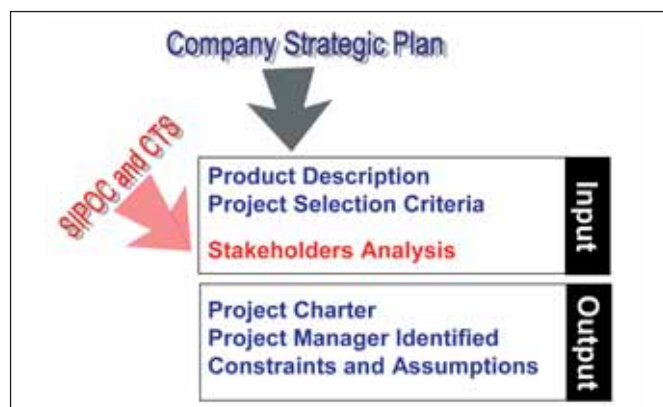 Company Strategic Plan
SIPOC and CTS
Product Description
Project Selection Criteria
Stakeholders Analysis
Input
Project Charter
Project Manager Identified
Constraints and Assumptions
Output